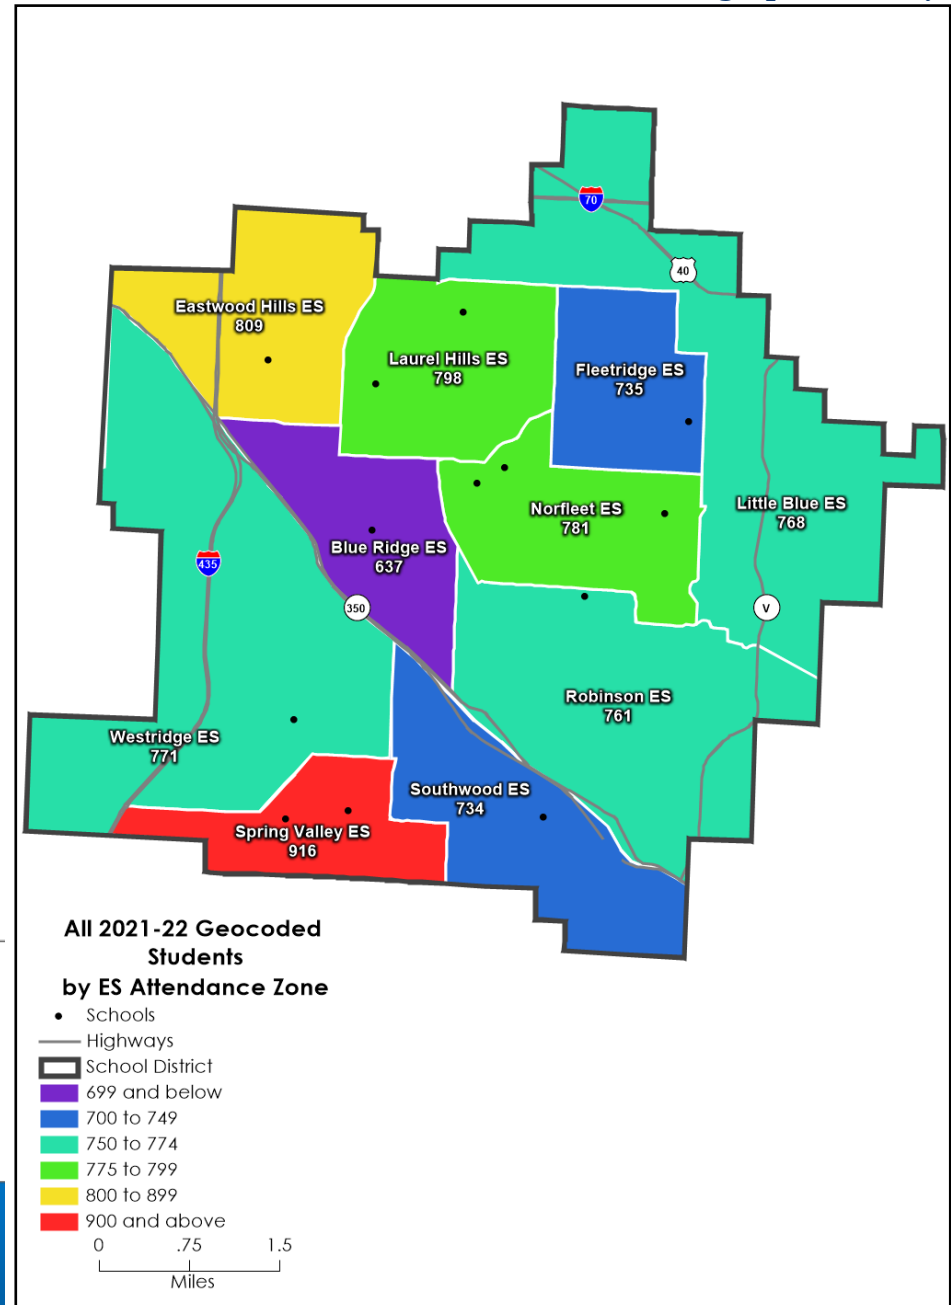 70
40
Eastwood Hills ES
809
Laurel Hills ES
798
Fleetridge ES
735
Norfleet ES
781
Little Blue ES
768
Blue Ridge ES
637
435
350
V
Robinson ES
761
Westridge ES
771
Southwood ES
734
Spring Valley ES
916
All 2021-22 Geocoded
Students
by ES Attendance Zone
Schools
Highways
School District
699 and below
700 to 749
750 to 774
775 to 799
800 to 899
900 and above
0 .75 1.5
Miles